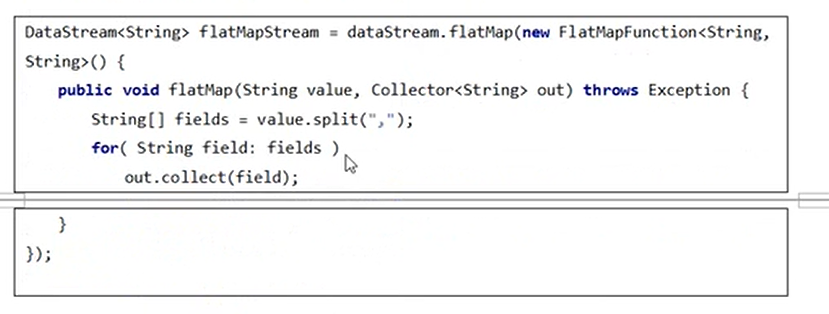 DataStream<String> flatMapStream = dataStream.flatMap(new FlatMapFunction<String,
String>() {
public void flatMap(String value, Collector<String> out) throws Exception {
String[] fields = value.split(",");
for( String field: fields )
out.collect(field);
}
});